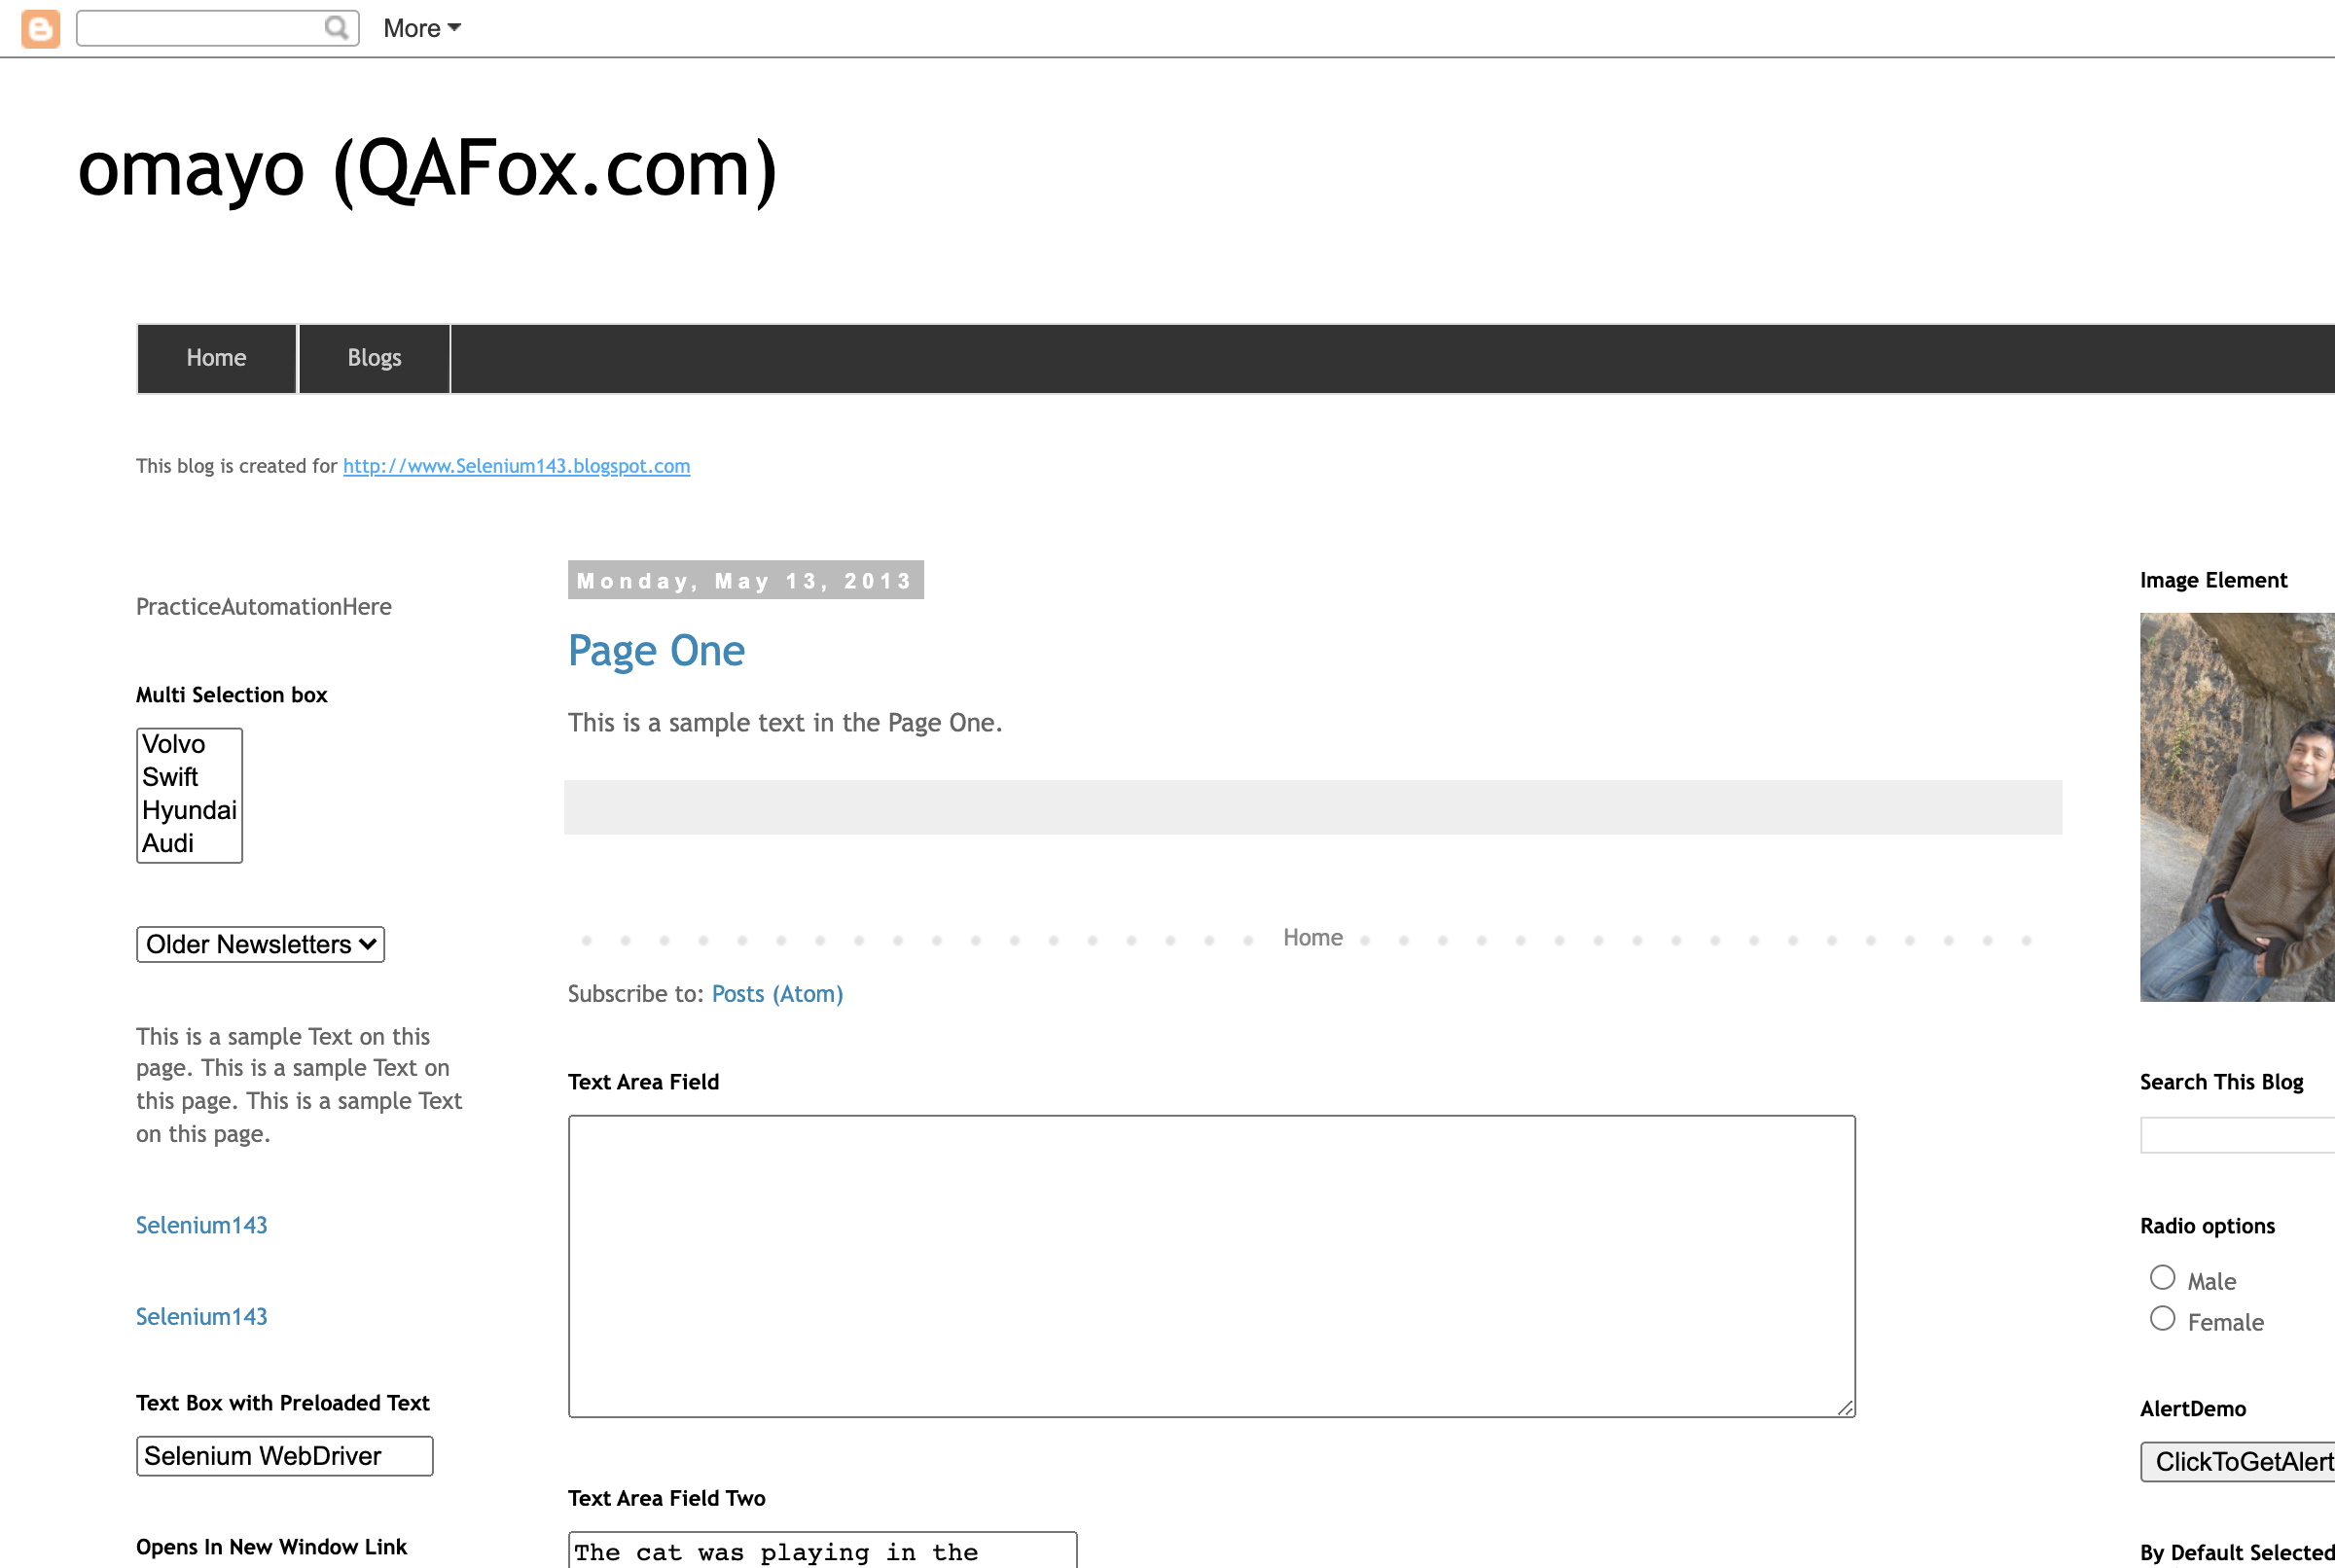 More
omayo (QAFox.com)
Home
Blogs
This blog is created for http://www.Selenium143.blogspot.com
PracticeAutomationHere
Multi Selection box
Volvo
Swift
Hyundai
Audi
Older Newsletters
This is a sample Text on this
page. This is a sample Text on
this page. This is a sample Text
on this page.
Selenium143
Selenium143
Text Box with Preloaded Text
Selenium WebDriver
Opens In New Window Link
Monday, May 13, 2013
Page One
This is a sample text in the Page One.
Home
Subscribe to: Posts (Atom)
Text Area Field
Text Area Field Two
The cat was playing in the
Image Element
Search This Blog
Radio options
Male
Female
AlertDemo
ClickToGetAlert
By Default Selected